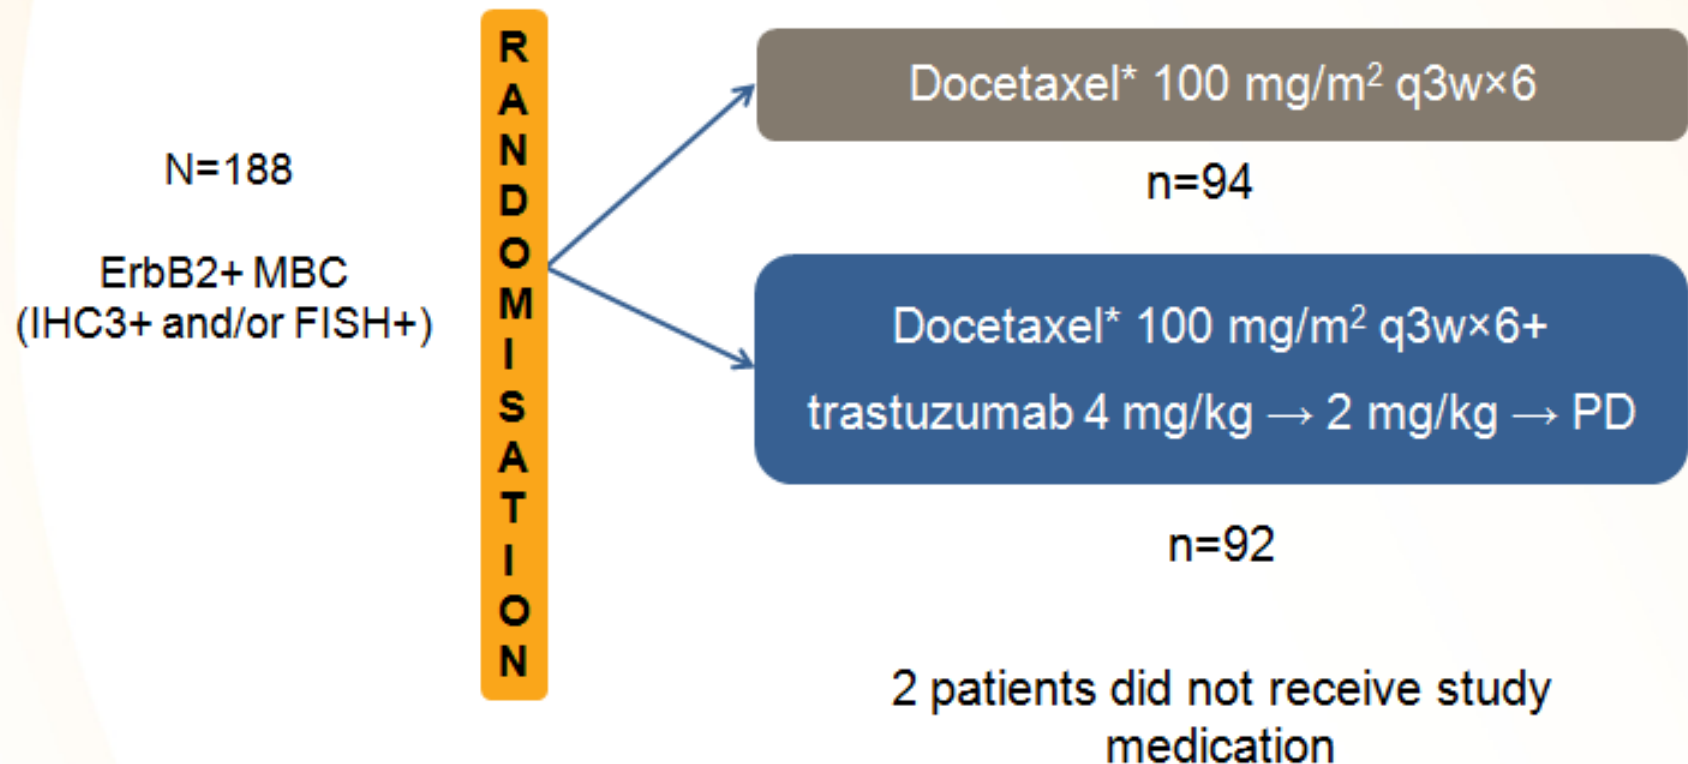 N=188
ErbB2+ MBC
(IHC3+ and/or FISH+)
RANDOMISATION
Docetaxel* 100 mg/m² q3w×6
n=94
Docetaxel* 100 mg/m² q3w×6+
trastuzumab 4 mg/kg → 2 mg/kg → PD
n=92
2 patients did not receive study
medication